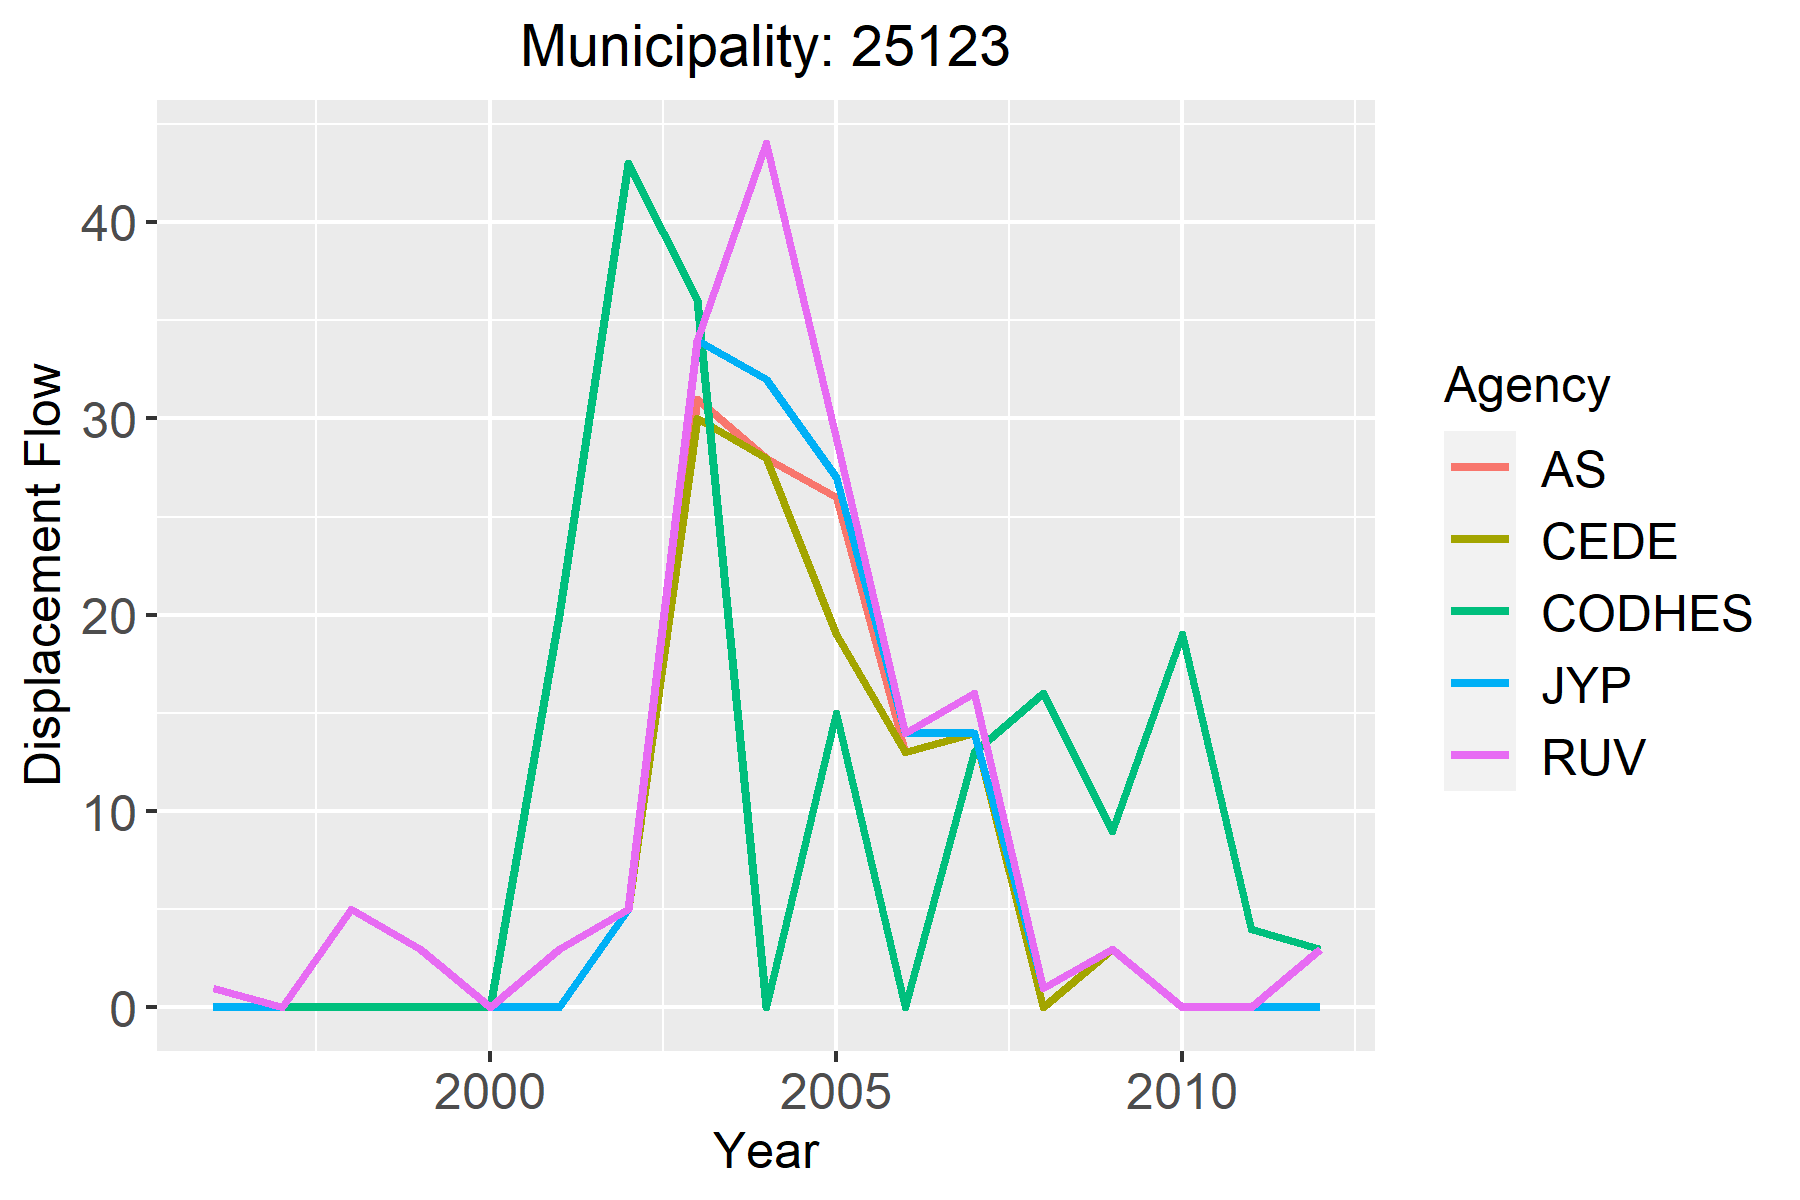 Municipality: 25123
Displacement Flow
40
30
20
10
0
2000 2005 2010
Year
Agency
AS
CEDE
CODHES
JYP
RUV